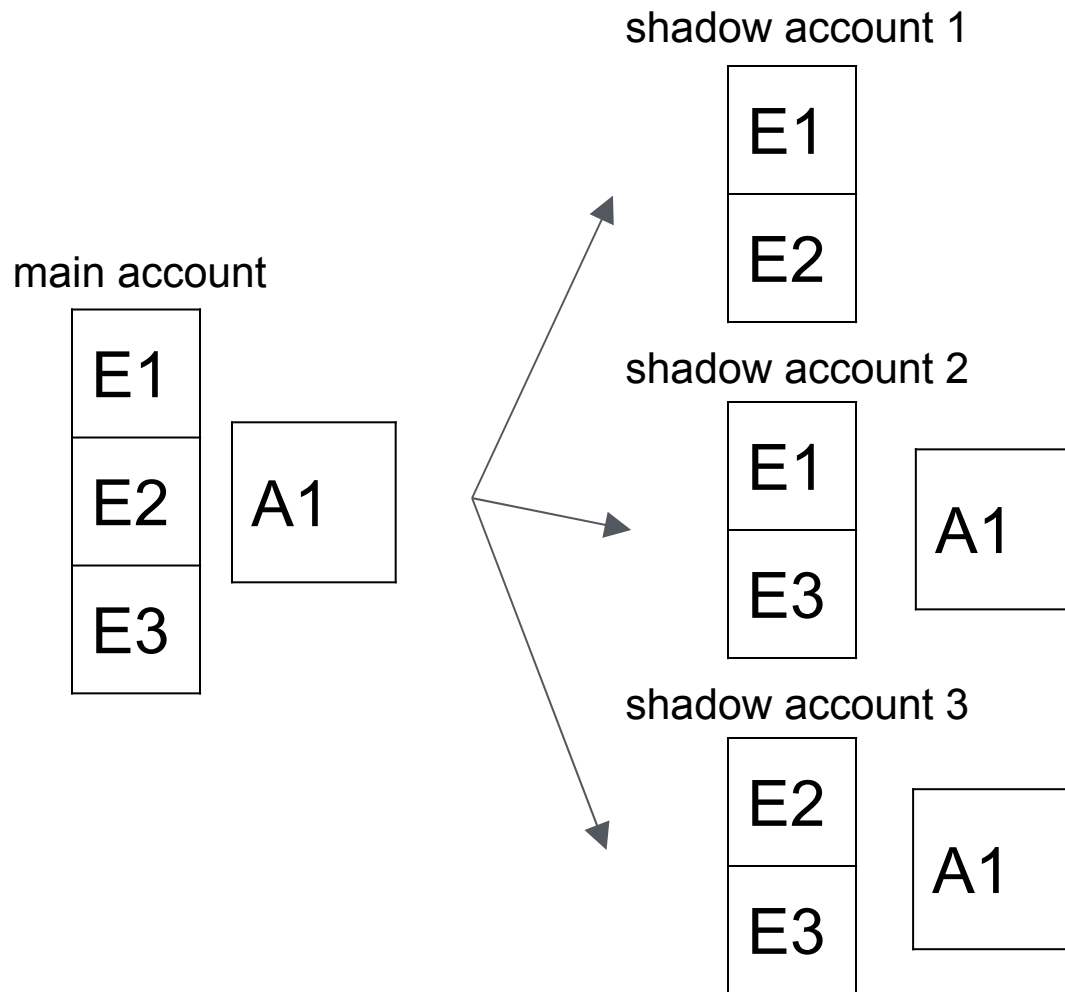 main account
E1
E2
E3
A1
shadow account 1
E1
E2
shadow account 2
E1
E3
A1
shadow account 3
E2
E3
A1